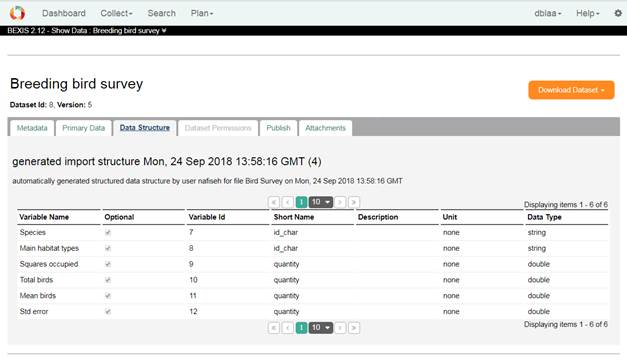 Dashboard Collect Search Plan dblaa Help
BEXIS 2.12 - Show Data : Breeding bird survey
Breeding bird survey
Download Dataset
Dataset Id: 8, Version: 5
Metadata Primary Data Data Structure Dataset Permissions Publish Attachments
generated import structure Mon, 24 Sep 2018 13:58:16 GMT (4)
automatically generated structured data structure by user nafiseh for file Bird Survey on Mon, 24 Sep 2018 13:58:16 GMT
« ‹ 1 10 › » Displaying items 1 - 6 of 6
Variable Name Optional Variable Id Short Name Description Unit Data Type
Species 7 id_char none string
Main habitat types 8 id_char none string
Squares occupied 9 quantity none double
Total birds 10 quantity none double
Mean birds 11 quantity none double
Std error 12 quantity none double
« ‹ 1 10 › » Displaying items 1 - 6 of 6